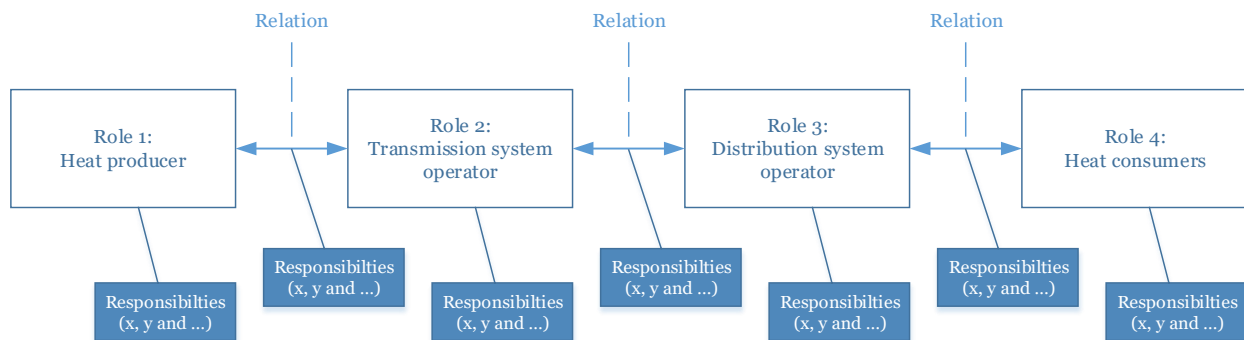 Relation
Relation
Relation
Role 1:
Heat producer
Role 2:
Transmission system
operator
Role 3:
Distribution system
operator
Role 4:
Heat consumers
Responsibilties
(x, y and ...)
Responsibilties
(x, y and ...)
Responsibilties
(x, y and ...)
Responsibilties
(x, y and ...)
Responsibilties
(x, y and ...)
Responsibilties
(x, y and ...)
Responsibilties
(x, y and ...)